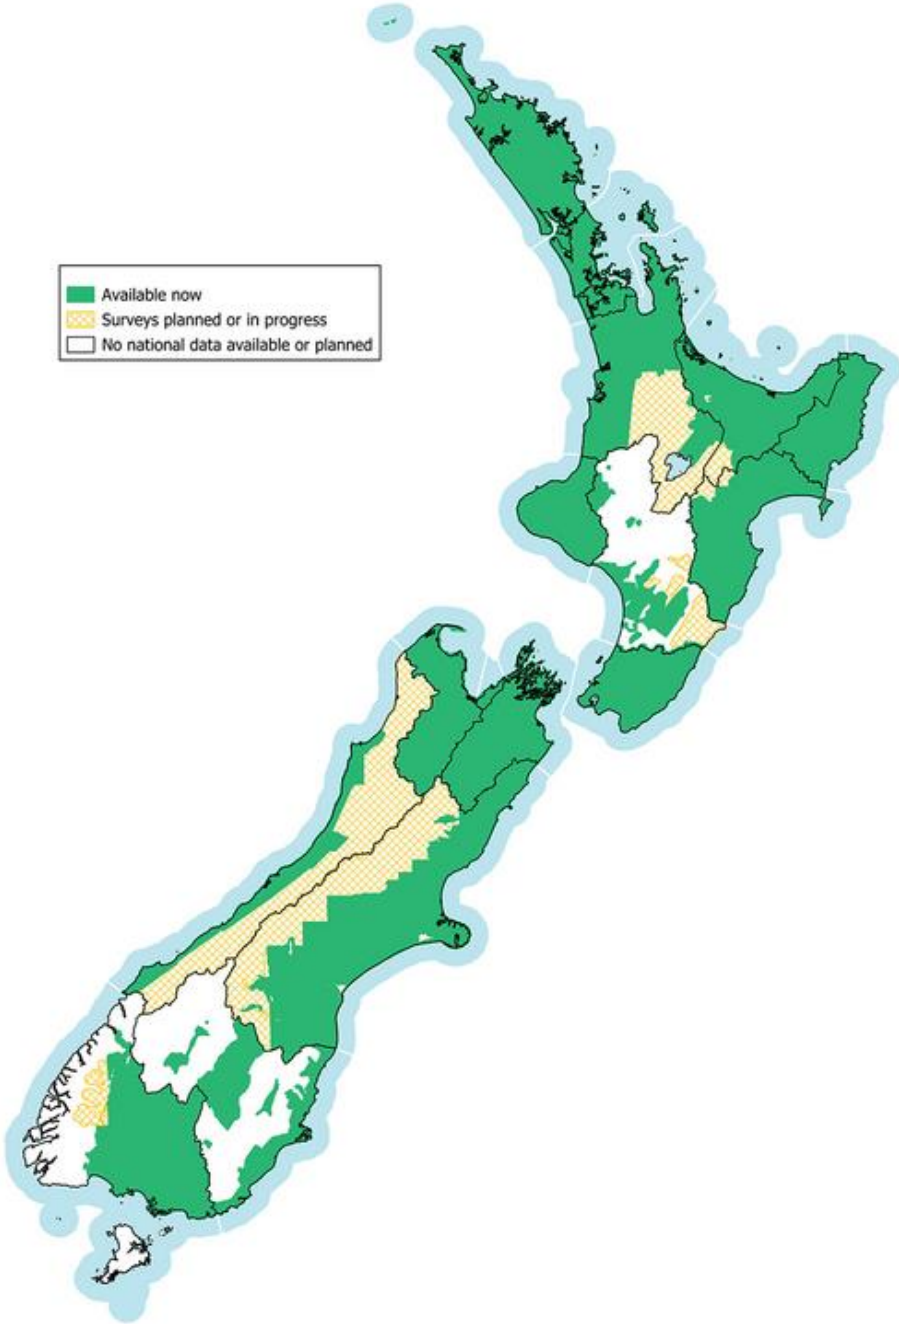 Available now
Surveys planned or in progress
No national data available or planned